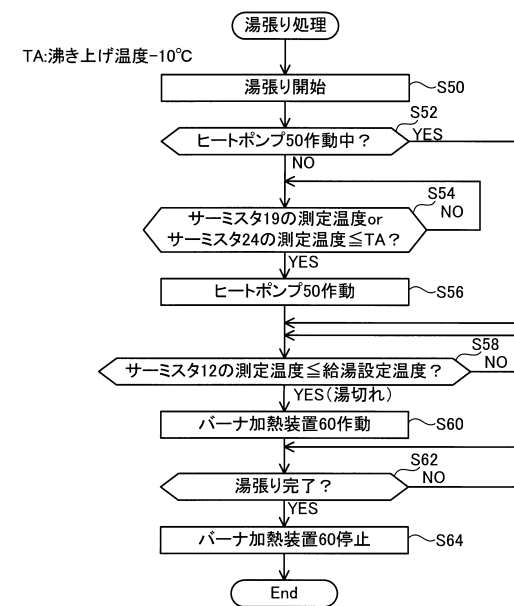 湯張り処理
TA:沸き上げ温度-10℃
湯張り開始
S50
ヒートポンプ50作動中？
S52
YES
NO
サーミスタ19の測定温度or
サーミスタ24の測定温度≦TA？
S54
NO
YES
ヒートポンプ50作動
S56
サーミスタ12の測定温度≦給湯設定温度？
S58
NO
YES(湯切れ)
バーナ加熱装置60作動
S60
湯張り完了？
S62
NO
YES
バーナ加熱装置60停止
S64
End